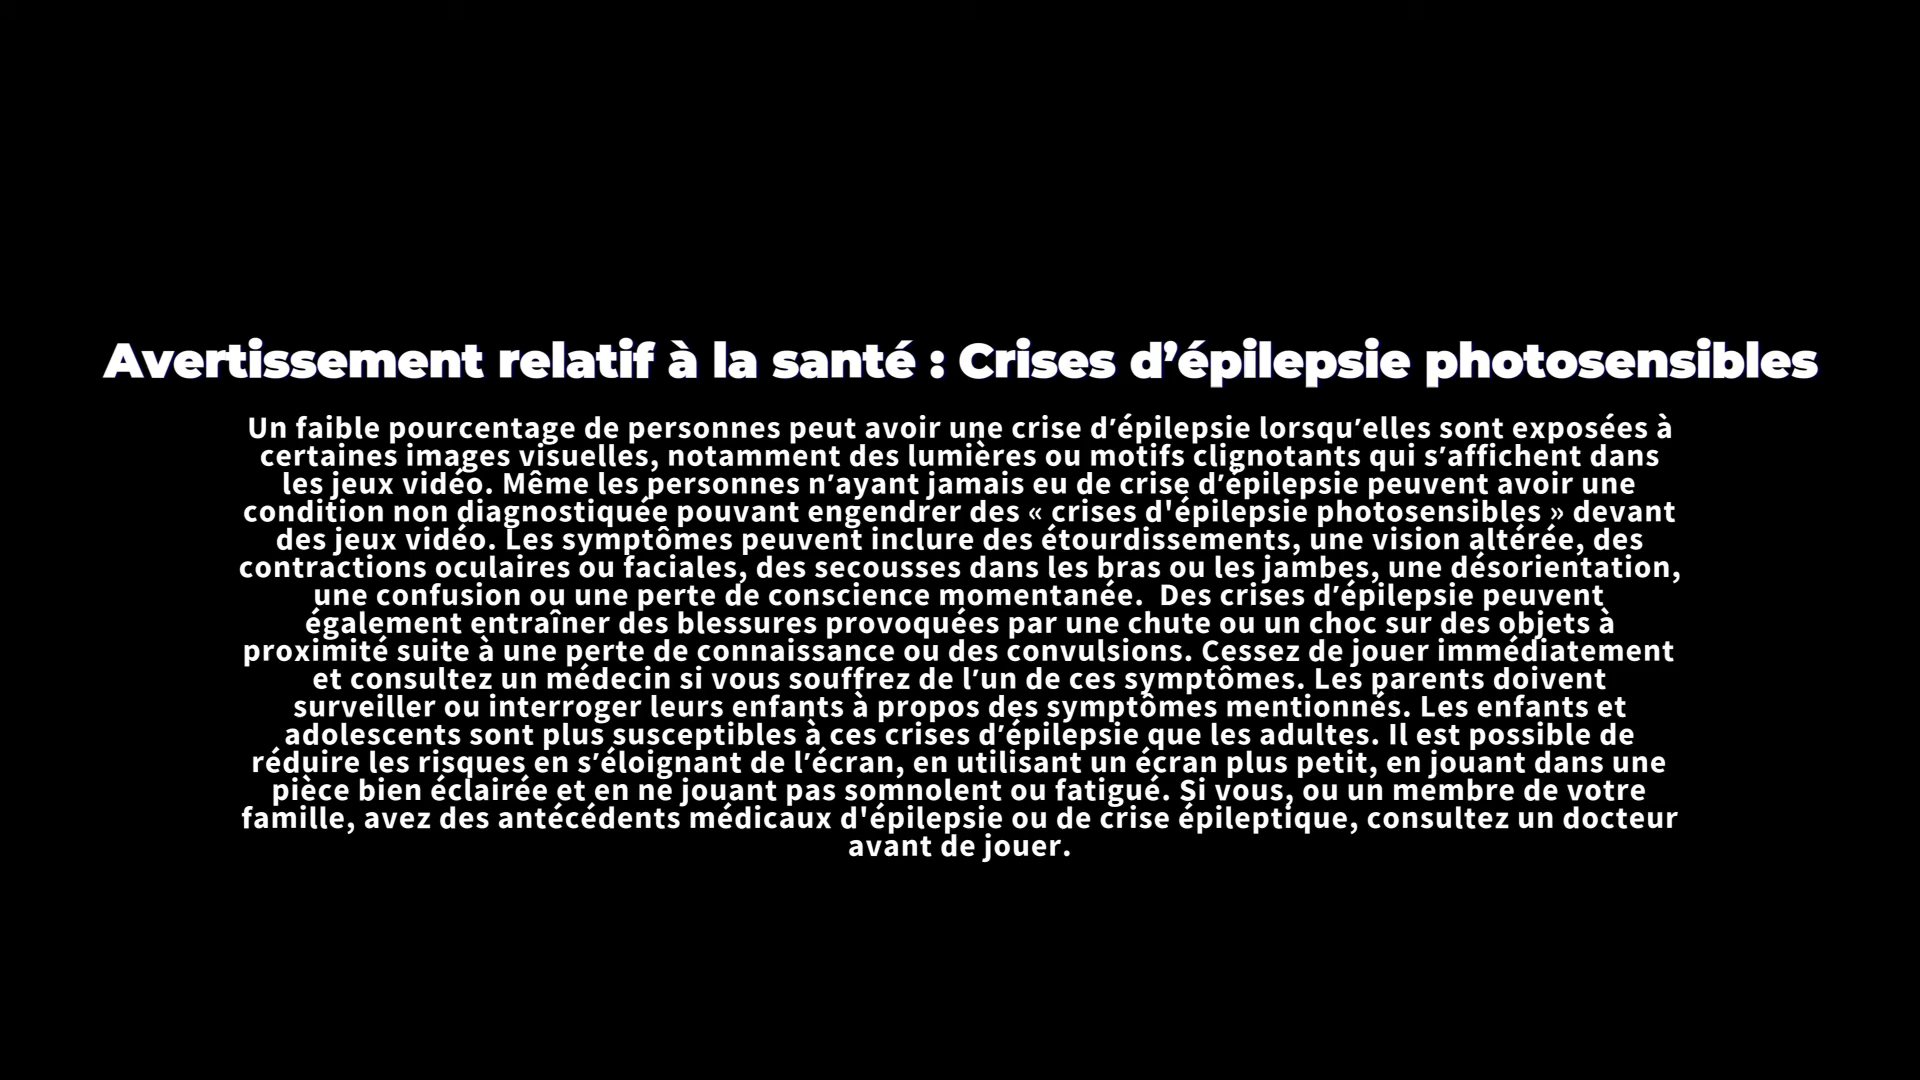 Avertissement relatif à la santé : Crises d’épilepsie photosensibles
Un faible pourcentage de personnes peut avoir une crise d’épilepsie lorsqu’elles sont exposées à
certaines images visuelles, notamment des lumières ou motifs clignotants qui s’affichent dans
les jeux vidéo. Même les personnes n’ayant jamais eu de crise d’épilepsie peuvent avoir une
condition non diagnostiquée pouvant engendrer des « crises d'épilepsie photosensibles » devant
des jeux vidéo. Les symptômes peuvent inclure des étourdissements, une vision altérée, des
contractions oculaires ou faciales, des secousses dans les bras ou les jambes, une désorientation,
une confusion ou une perte de conscience momentanée.  Des crises d’épilepsie peuvent
également entraîner des blessures provoquées par une chute ou un choc sur des objets à
proximité suite à une perte de connaissance ou des convulsions. Cessez de jouer immédiatement
et consultez un médecin si vous souffrez de l’un de ces symptômes. Les parents doivent
surveiller ou interroger leurs enfants à propos des symptômes mentionnés. Les enfants et
adolescents sont plus susceptibles à ces crises d’épilepsie que les adultes. Il est possible de
réduire les risques en s’éloignant de l’écran, en utilisant un écran plus petit, en jouant dans une
pièce bien éclairée et en ne jouant pas somnolent ou fatigué. Si vous, ou un membre de votre
famille, avez des antécédents médicaux d'épilepsie ou de crise épileptique, consultez un docteur
avant de jouer.